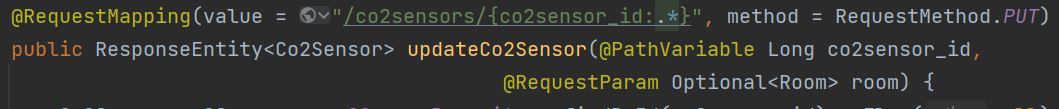 @RequestMapping(value = "/co2sensors/{co2sensor_id:.*}", method = RequestMethod.PUT)
public ResponseEntity<Co2Sensor> updateCo2Sensor(@PathVariable Long co2sensor_id,
@RequestParam Optional<Room> room) {